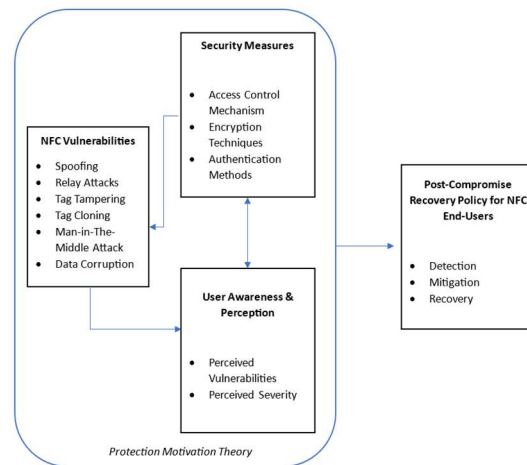 Security Measures
• Access Control
Mechanism
• Encryption
Techniques
• Authentication
Methods
NFC Vulnerabilities
• Spoofing
• Relay Attacks
• Tag Tampering
• Tag Cloning
• Man-in-The-
Middle Attack
• Data Corruption
User Awareness &
Perception
• Perceived
Vulnerabilities
• Perceived Severity
Protection Motivation Theory
Post-Compromise
Recovery Policy for NFC
End-Users
• Detection
• Mitigation
• Recovery